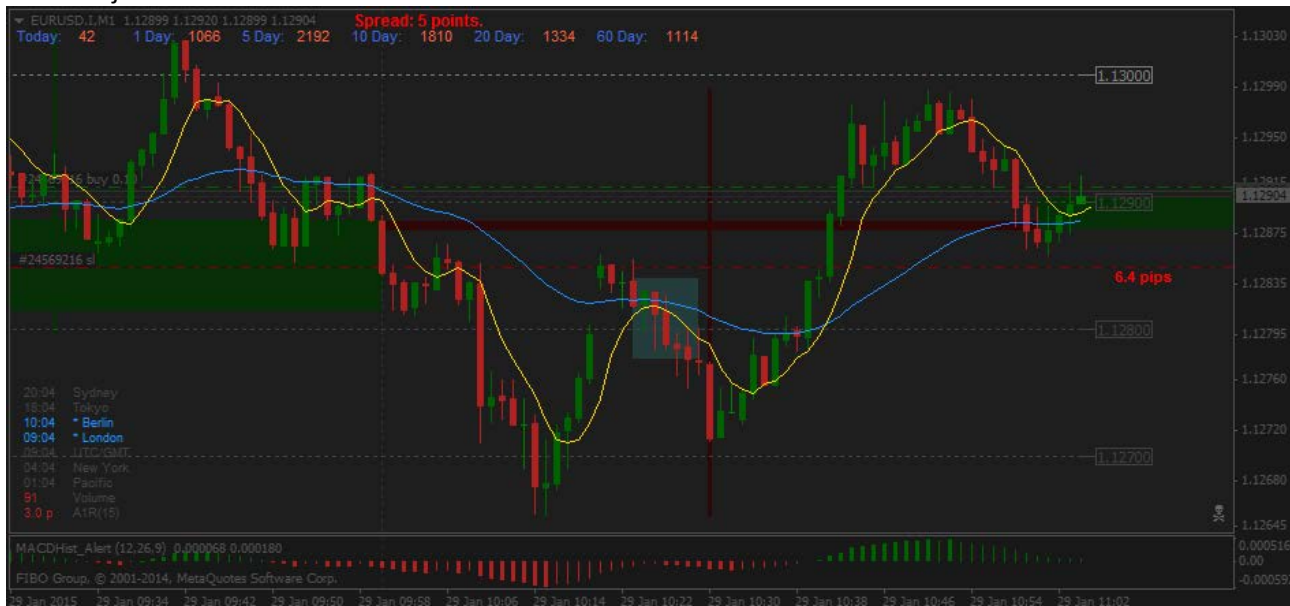 EURUSD.I,M1 1.12899 1.12920 1.12899 1.12904
Spread: 5 points.
Today: 42 1 Day: 1066 5 Day: 2192 10 Day: 1810 20 Day: 1334 60 Day: 1114
1.13030
1.13000
1.12990
1.12950
buy
1.12915
1.12904
1.12900
1.12875
#24569216 sl
6.4 pips
1.12835
1.12800
1.12795
1.12760
1.12720
1.12700
1.12680
1.12645
20:04 Sydney
18:04 Tokyo
10:04 * Berlin
09:04 * London
09:04 UTC/GMT
04:04 New York
01:04 Pacific
91 Volume
3.0 p
MACDHist_Alert (12,26,9) 0.000068 0.000180
0.000516
0.00
FIBO Group, © 2001-2014, MetaQuotes Software Corp.
29 Jan 2015 29 Jan 09:34 29 Jan 09:42 29 Jan 09:50 29 Jan 09:58 29 Jan 10:06 29 Jan 10:14 29 Jan 10:22 29 Jan 10:30 29 Jan 10:38 29 Jan 10:46 29 Jan 10:54 29 Jan 11:02